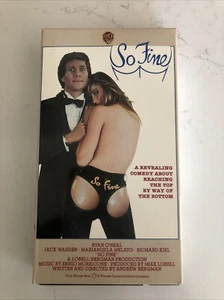 So Fine
So Fine
A REVEALING
COMEDY ABOUT
REACHING
THE TOP
BY WAY OF
THE BOTTOM
RYAN O'NEAL
JACK WARDEN · MARIANGELA MELATO · RICHARD KIEL
"SO FINE"
A LOBELL/BERGMAN PRODUCTION
MUSIC BY ENNIO MORRICONE · PRODUCED BY MIKE LOBELL
WRITTEN AND DIRECTED BY ANDREW BERGMAN